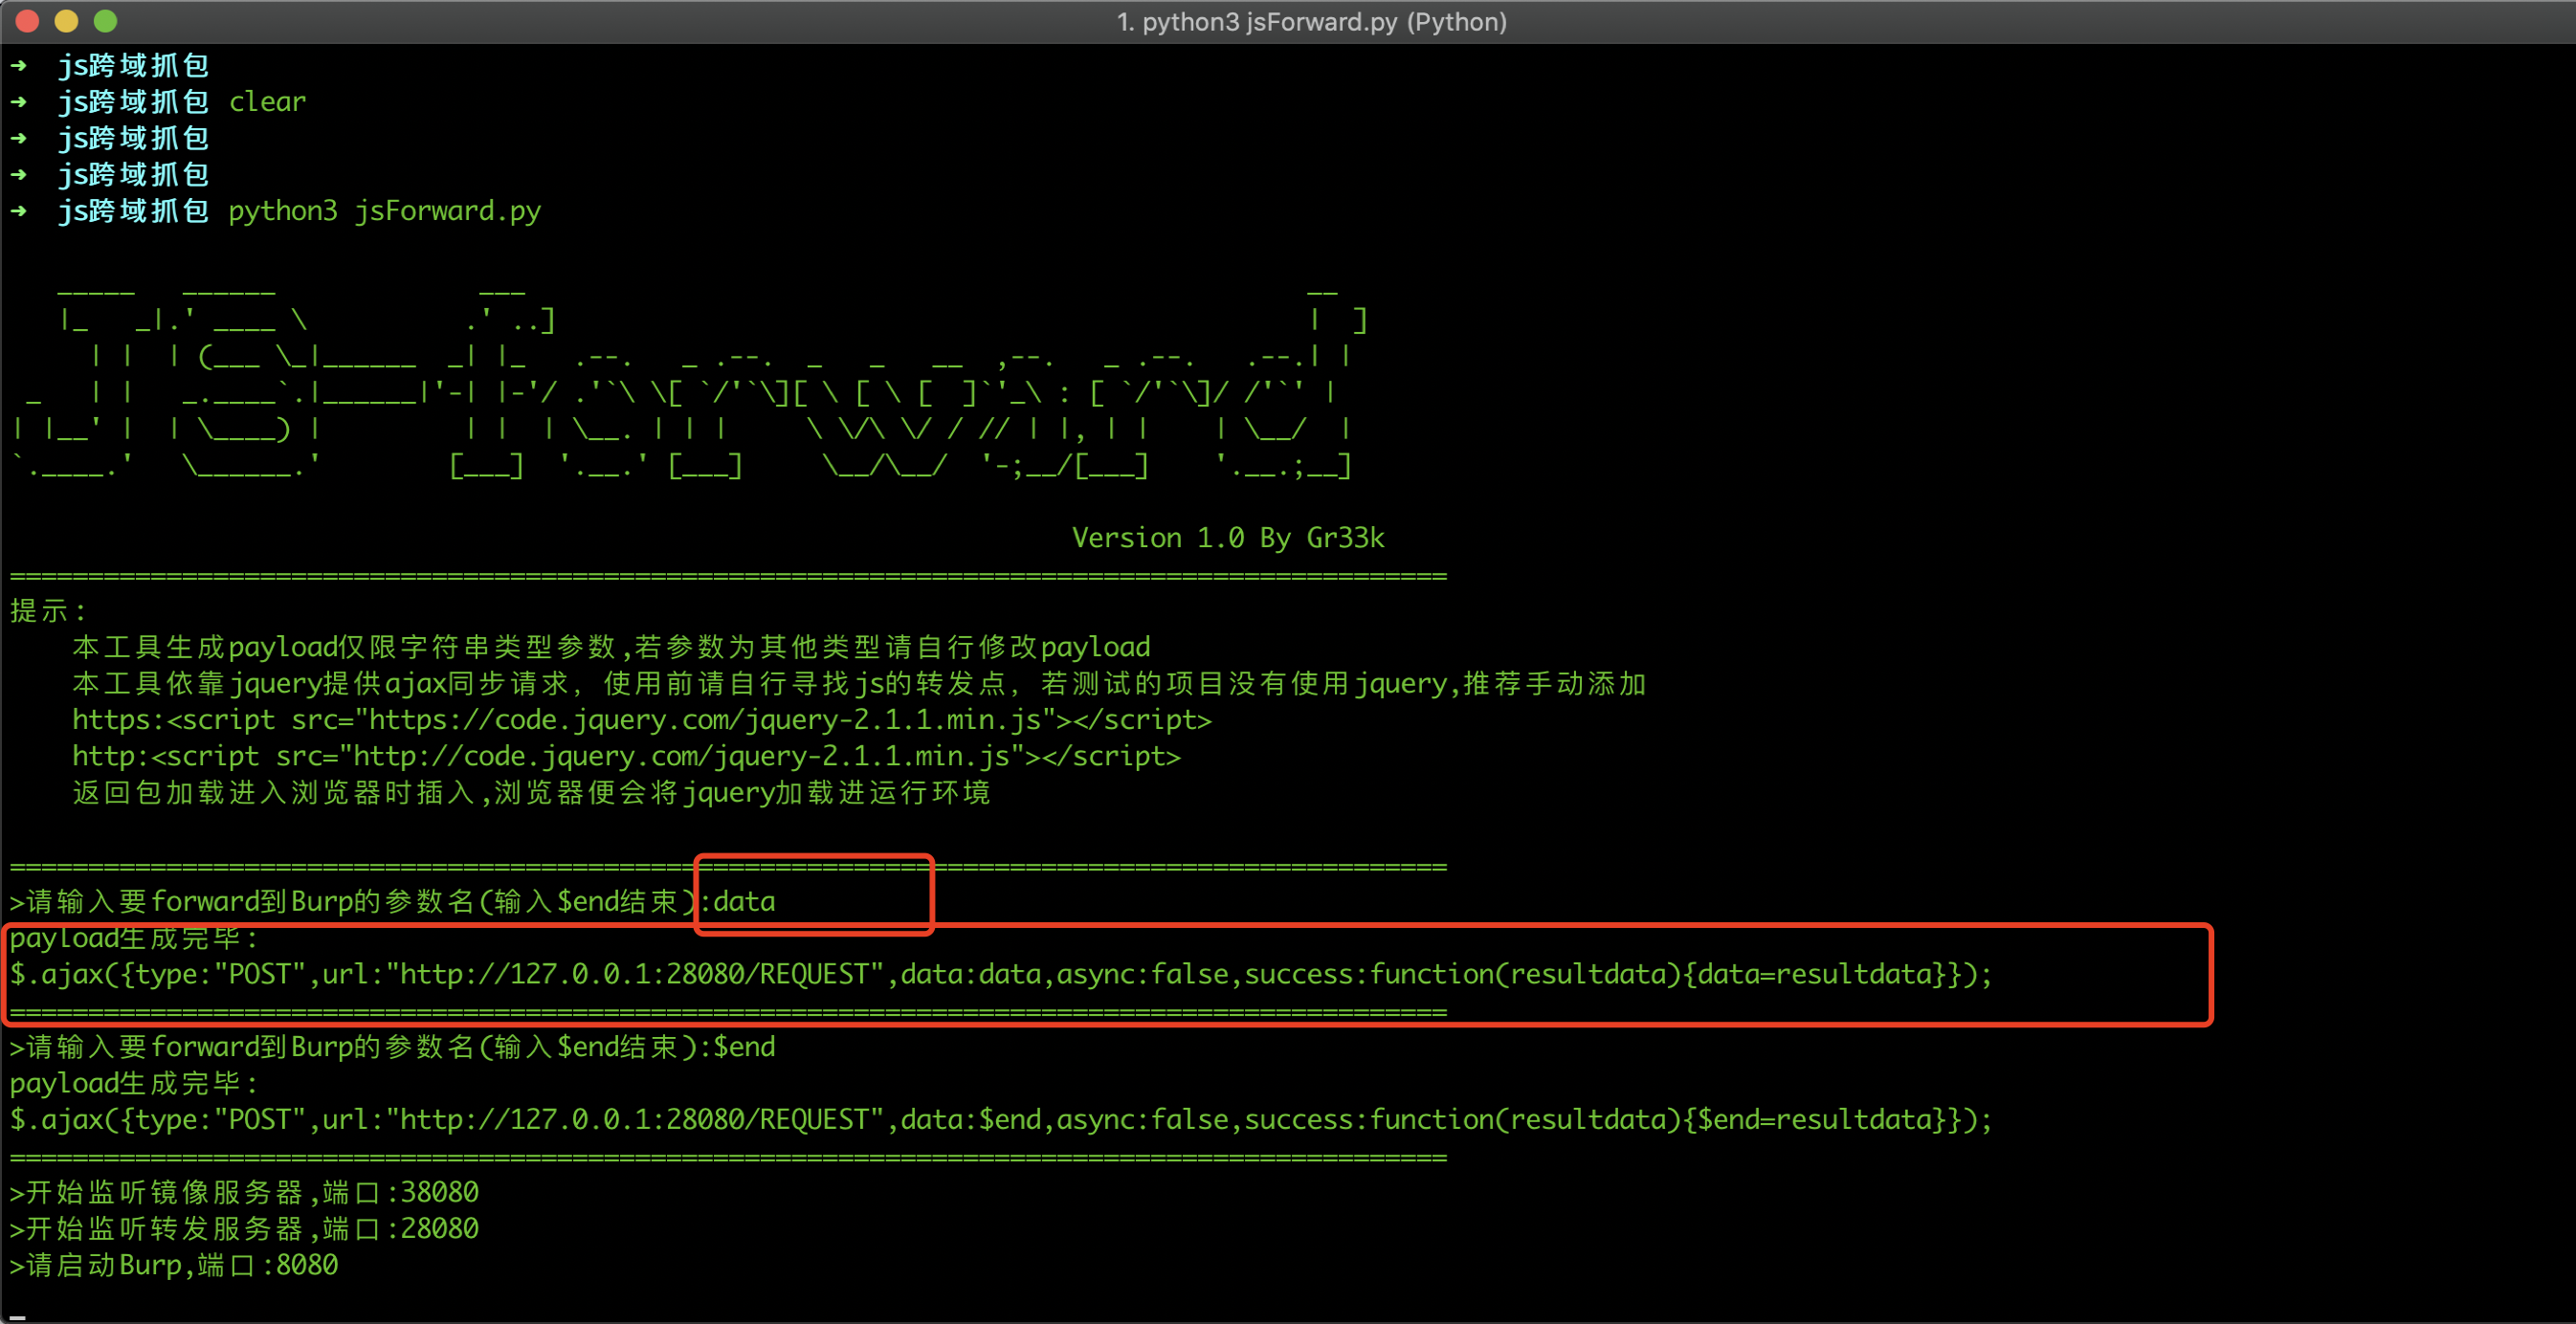 1. python3 jsForward.py (Python)
➜ js跨域抓包
➜ js跨域抓包 clear
➜ js跨域抓包
➜ js跨域抓包
➜ js跨域抓包 python3 jsForward.py
JS-forward
Version 1.0 By Gr33k
============================================================================================
提示:
本工具生成payload仅限字符串类型参数,若参数为其他类型请自行修改payload
本工具依靠jquery提供ajax同步请求，使用前请自行寻找js的转发点，若测试的项目没有使用jquery,推荐手动添加
https:<script src="https://code.jquery.com/jquery-2.1.1.min.js"></script>
http:<script src="http://code.jquery.com/jquery-2.1.1.min.js"></script>
返回包加载进入浏览器时插入,浏览器便会将jquery加载进运行环境
============================================================================================
>请输入要forward到Burp的参数名(输入$end结束):data
payload生成完毕:
$.ajax({type:"POST",url:"http://127.0.0.1:28080/REQUEST",data:data,async:false,success:function(resultdata){data=resultdata}});
============================================================================================
>请输入要forward到Burp的参数名(输入$end结束):$end
payload生成完毕:
$.ajax({type:"POST",url:"http://127.0.0.1:28080/REQUEST",data:$end,async:false,success:function(resultdata){$end=resultdata}});
============================================================================================
>开始监听镜像服务器,端口:38080
>开始监听转发服务器,端口:28080
>请启动Burp,端口:8080